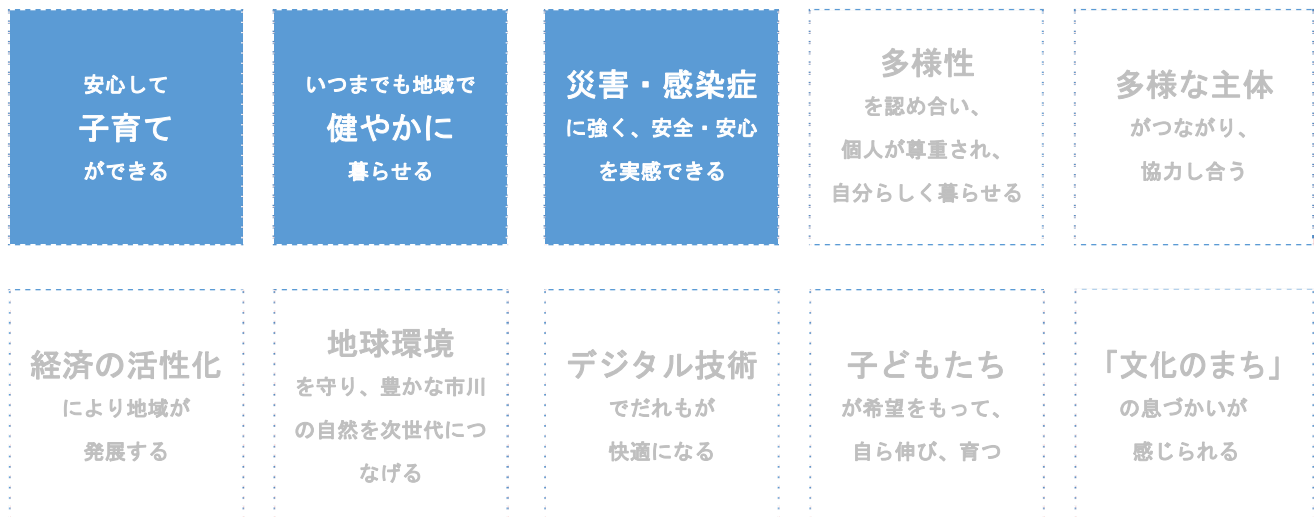 安心して
子育て
ができる
いつまでも地域で
健やかに
暮らせる
災害・感染症
に強く、安全・安心
を実感できる
多様性
を認め合い、
個人が尊重され、
自分らしく暮らせる
多様な主体
がつながり、
協力し合う
経済の活性化
により地域が
発展する
地球環境
を守り、豊かな市川
の自然を次世代につ
なげる
デジタル技術
でだれもが
快適になる
子どもたち
が希望をもって、
自ら伸び、育つ
「文化のまち」
の息づかいが
感じられる